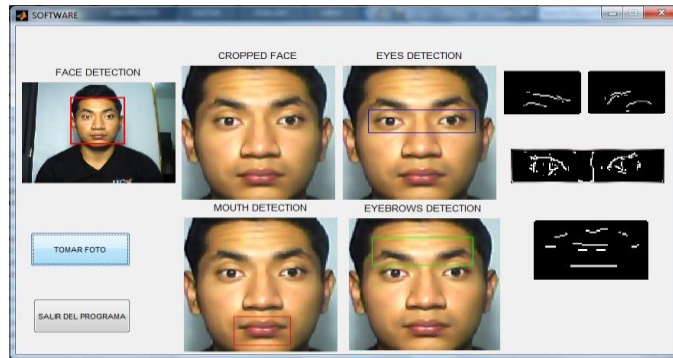 SOFTWARE
FACE DETECTION
CROPPED FACE
EYES DETECTION
MOUTH DETECTION
EYEBROWS DETECTION
TOMAR FOTO
SALIR DEL PROGRAMA